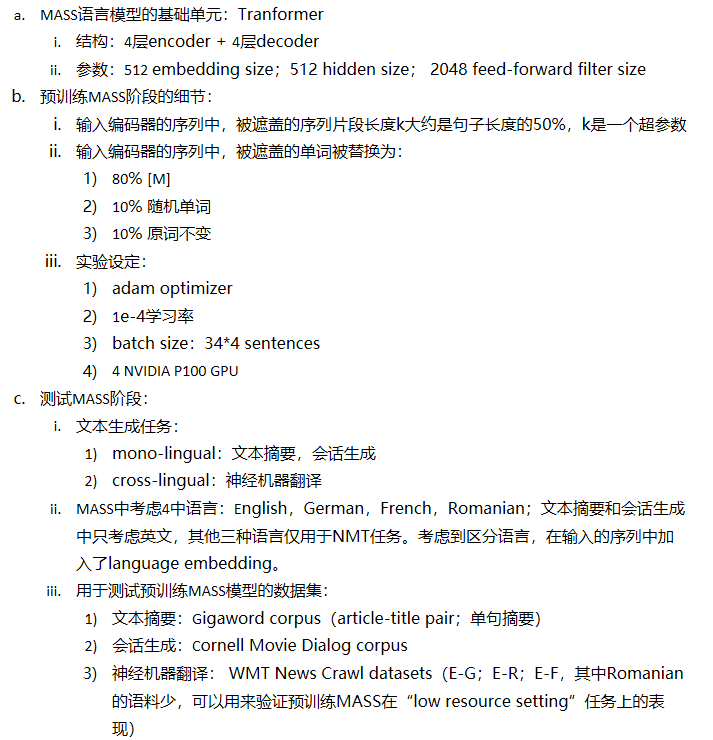 a. MASS语言模型的基础单元：Tranformer
i. 结构：4层encoder + 4层decoder
ii. 参数：512 embedding size；512 hidden size； 2048 feed-forward filter size
b. 预训练MASS阶段的细节：
i. 输入编码器的序列中，被遮盖的序列片段长度k大约是句子长度的50%，k是一个超参数
ii. 输入编码器的序列中，被遮盖的单词被替换为：
1) 80% [M]
2) 10% 随机单词
3) 10% 原词不变
iii. 实验设定：
1) adam optimizer
2) 1e-4学习率
3) batch size：34*4 sentences
4) 4 NVIDIA P100 GPU
c. 测试MASS阶段：
i. 文本生成任务：
1) mono-lingual：文本摘要，会话生成
2) cross-lingual：神经机器翻译
ii. MASS中考虑4中语言：English，German，French，Romanian；文本摘要和会话生成
中只考虑英文，其他三种语言仅用于NMT任务。考虑到区分语言，在输入的序列中加
入了language embedding。
iii. 用于测试预训练MASS模型的数据集：
1) 文本摘要：Gigaword corpus（article-title pair；单句摘要）
2) 会话生成：Cornell Movie Dialog corpus
3) 神经机器翻译： WMT News Crawl datasets（E-G；E-R；E-F，其中Romanian
的语料少，可以用来验证预训练MASS在“low resource setting”任务上的表
现）